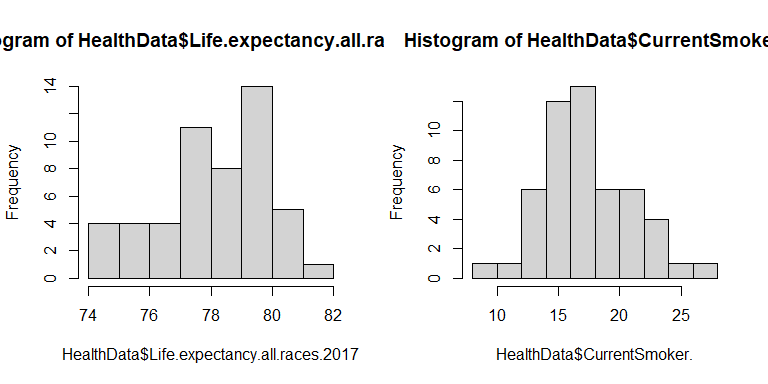 ogram of HealthData$Life.expectancy.all.ra
Histogram of HealthData$CurrentSmoke
Frequency
14
10
8
6
4
2
0
74 76 78 80 82
HealthData$Life.expectancy.all.races.2017
Frequency
10
8
6
4
2
0
10 15 20 25
HealthData$CurrentSmoker.